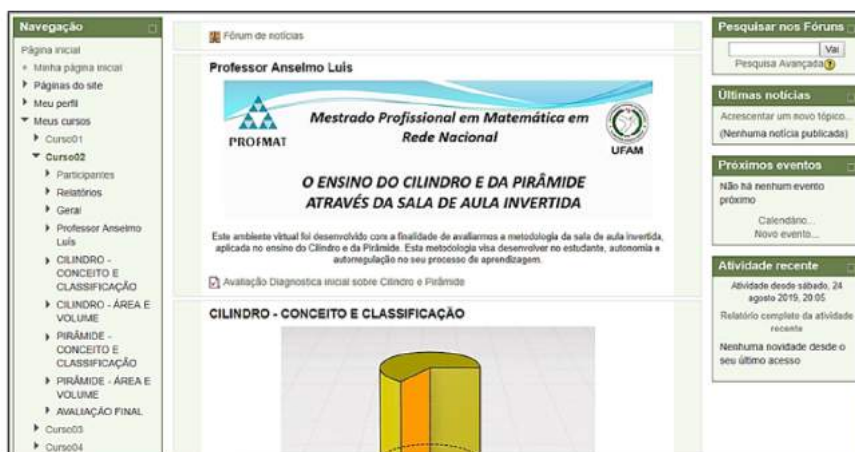 Navegação
Página inicial
Minha página inicial
Páginas do site
Meu perfil
Meus cursos
Curso01
Curso02
Participantes
Relatórios
Geral
Professor Anselmo
Luis
CILINDRO -
CONCEITO E
CLASSIFICAÇÃO
CILINDRO - ÁREA E
VOLUME
PIRÂMIDE -
CONCEITO E
CLASSIFICAÇÃO
PIRÂMIDE - ÁREA E
VOLUME
AVALIAÇÃO FINAL
Curso03
Curso04
Fórum de notícias
Professor Anselmo Luis
PROFMAT
Mestrado Profissional em Matemática em
Rede Nacional
UFAM
O ENSINO DO CILINDRO E DA PIRÂMIDE
ATRAVÉS DA SALA DE AULA INVERTIDA
Este ambiente virtual foi desenvolvido com a finalidade de avaliarmos a metodologia da sala de aula invertida,
aplicada no ensino do Cilindro e da Pirâmide. Esta metodologia visa desenvolver no estudante, autonomia e
autorregulação no seu processo de aprendizagem.
Avaliação Diagnostica inicial sobre Cilindro e Pirâmide
CILINDRO - CONCEITO E CLASSIFICAÇÃO
Pesquisar nos Fóruns
Vai
Pesquisa Avançada
Últimas notícias
Acrescentar um novo tópico...
(Nenhuma notícia publicada)
Próximos eventos
Não há nenhum evento
próximo
Calendário...
Novo evento...
Atividade recente
Atividade desde sábado, 24
agosto 2019, 20:05
Relatório completo da atividade
recente
Nenhuma novidade desde o
seu último acesso